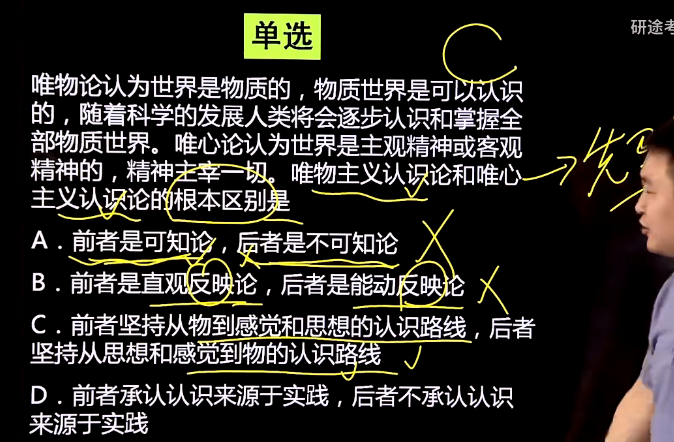 单选
研途考
唯物论认为世界是物质的，物质世界是可以认识
的，随着科学的发展人类将会逐步认识和掌握全
部物质世界。唯心论认为世界是主观精神或客观
精神的，精神主宰一切。唯物主义认识论和唯心
主义认识论的根本区别是
A．前者是可知论，后者是不可知论
B．前者是直观反映论，后者是能动反映论
C．前者坚持从物到感觉和思想的认识路线，后者
坚持从思想和感觉到物的认识路线
D．前者承认认识来源于实践，后者不承认认识
来源于实践
C
先